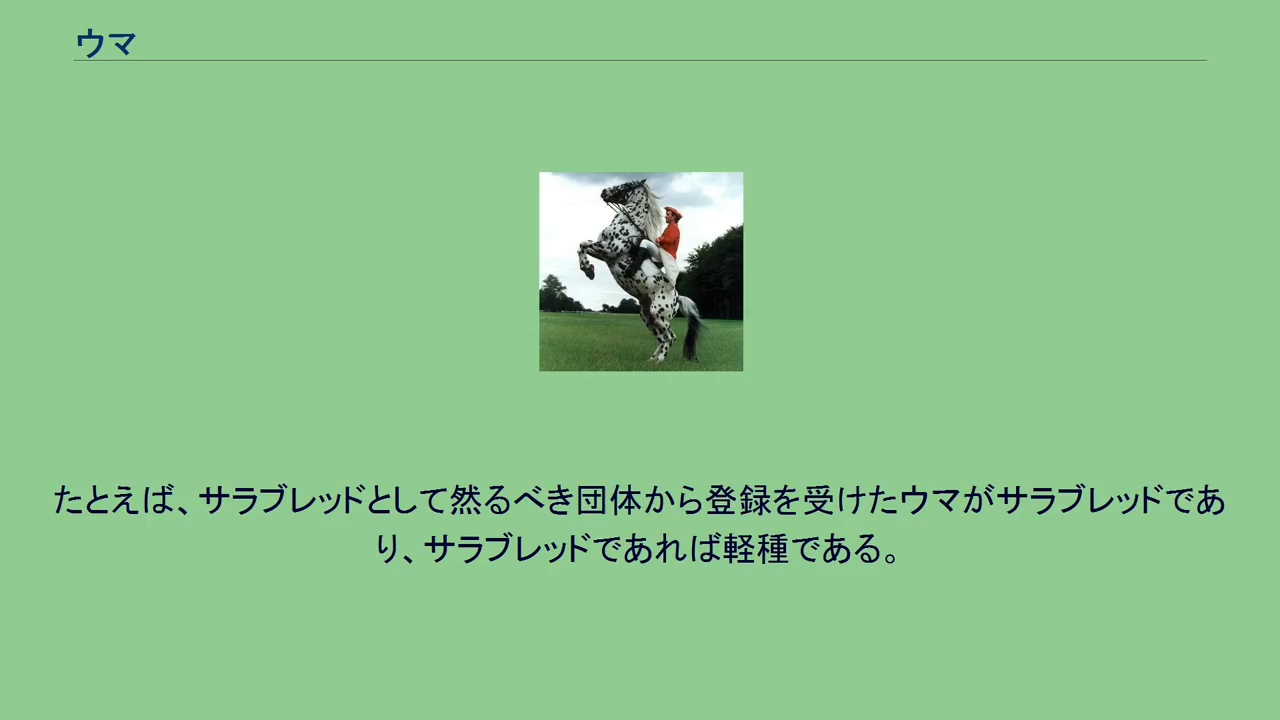 ウマ
たとえば、サラブレッドとして然るべき団体から登録を受けたウマがサラブレッドであ
り、サラブレッドであれば軽種である。